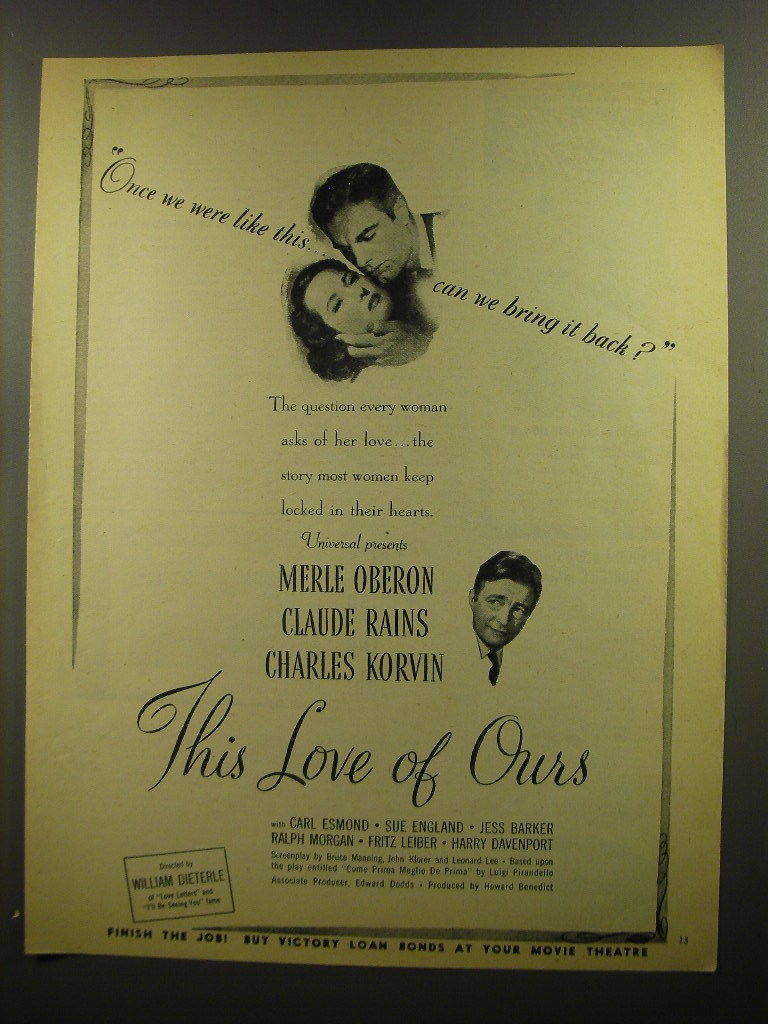 "Once we were like this...
can we bring it back?"
The question every woman
asks of her love...the
story most women keep
locked in their hearts.
Universal presents
MERLE OBERON
CLAUDE RAINS
CHARLES KORVIN
This Love of Ours
with CARL ESMOND • SUE ENGLAND • JESS BARKER
RALPH MORGAN • FRITZ LEIBER • HARRY DAVENPORT
Screenplay by Bruce Manning, John Klorer and Leonard Lee • Based upon
the play entitled "Come Prima Meglio De Prima" by Luigi Pirandello
Associate Producer, Edward Dodds • Produced by Howard Benedict
Directed by
WILLIAM DIETERLE
of "Love Letters" and
"I'll Be Seeing You" fame
FINISH THE JOB! BUY VICTORY LOAN BONDS AT YOUR MOVIE THEATRE
13